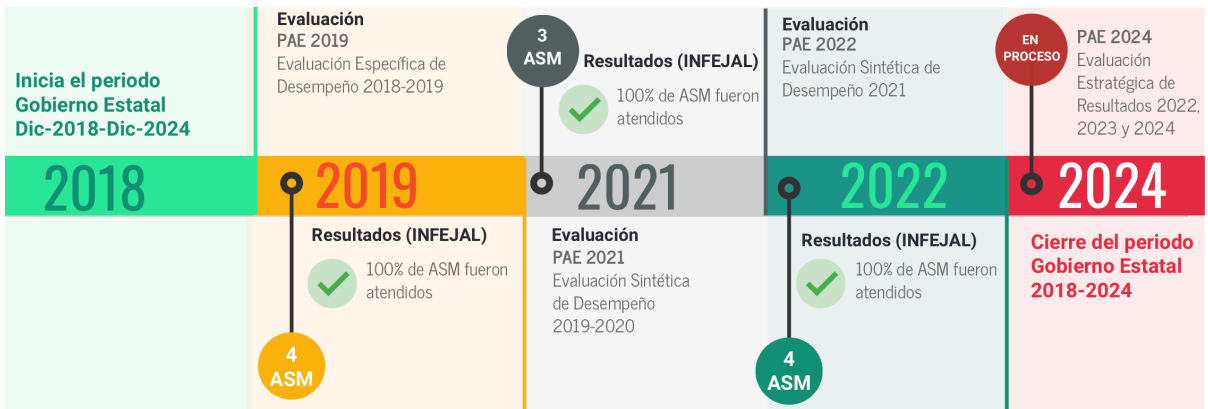 Inicia el periodo
Gobierno Estatal
Dic-2018-Dic-2024
2018
Evaluación
PAE 2019
Evaluación Específica de
Desempeño 2018-2019
2019
Resultados (INFEJAL)
100% de ASM fueron
atendidos
4
ASM
3
ASM
Resultados (INFEJAL)
100% de ASM fueron
atendidos
2021
Evaluación
PAE 2021
Evaluación Sintética
de Desempeño
2019-2020
Evaluación
PAE 2022
Evaluación Sintética de
Desempeño 2021
2022
Resultados (INFEJAL)
100% de ASM fueron
atendidos
4
ASM
EN
PROCESO
PAE 2024
Evaluación
Estratégica de
Resultados 2022,
2023 y 2024
2024
Cierre del periodo
Gobierno Estatal
2018-2024